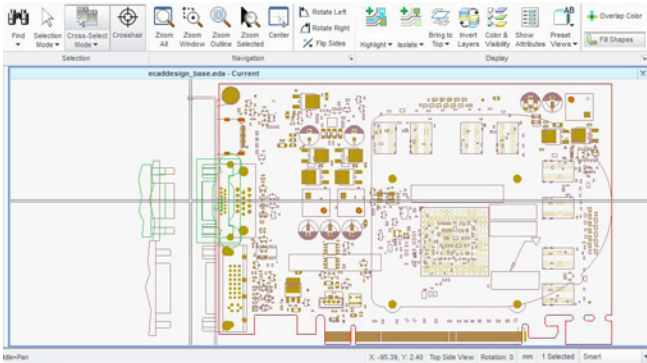 Find
Selection Mode
Cross-Select Mode
Crosshair
Zoom All
Zoom Window
Zoom Outline
Zoom Selected
Center
Rotate Left
Rotate Right
Flip Sides
Highlight
Isolate
Bring to Top
Invert Layers
Color & Visibility
Show Attributes
AB
Preset Views
Overlap Color
Fill Shapes
Selection
Navigation
Display
ecaddesign_base.eda - Current
X
Idle=Pan
X: -95.39, Y: 2.40
Top Side View
Rotation: 0
mm
1 Selected
Smart